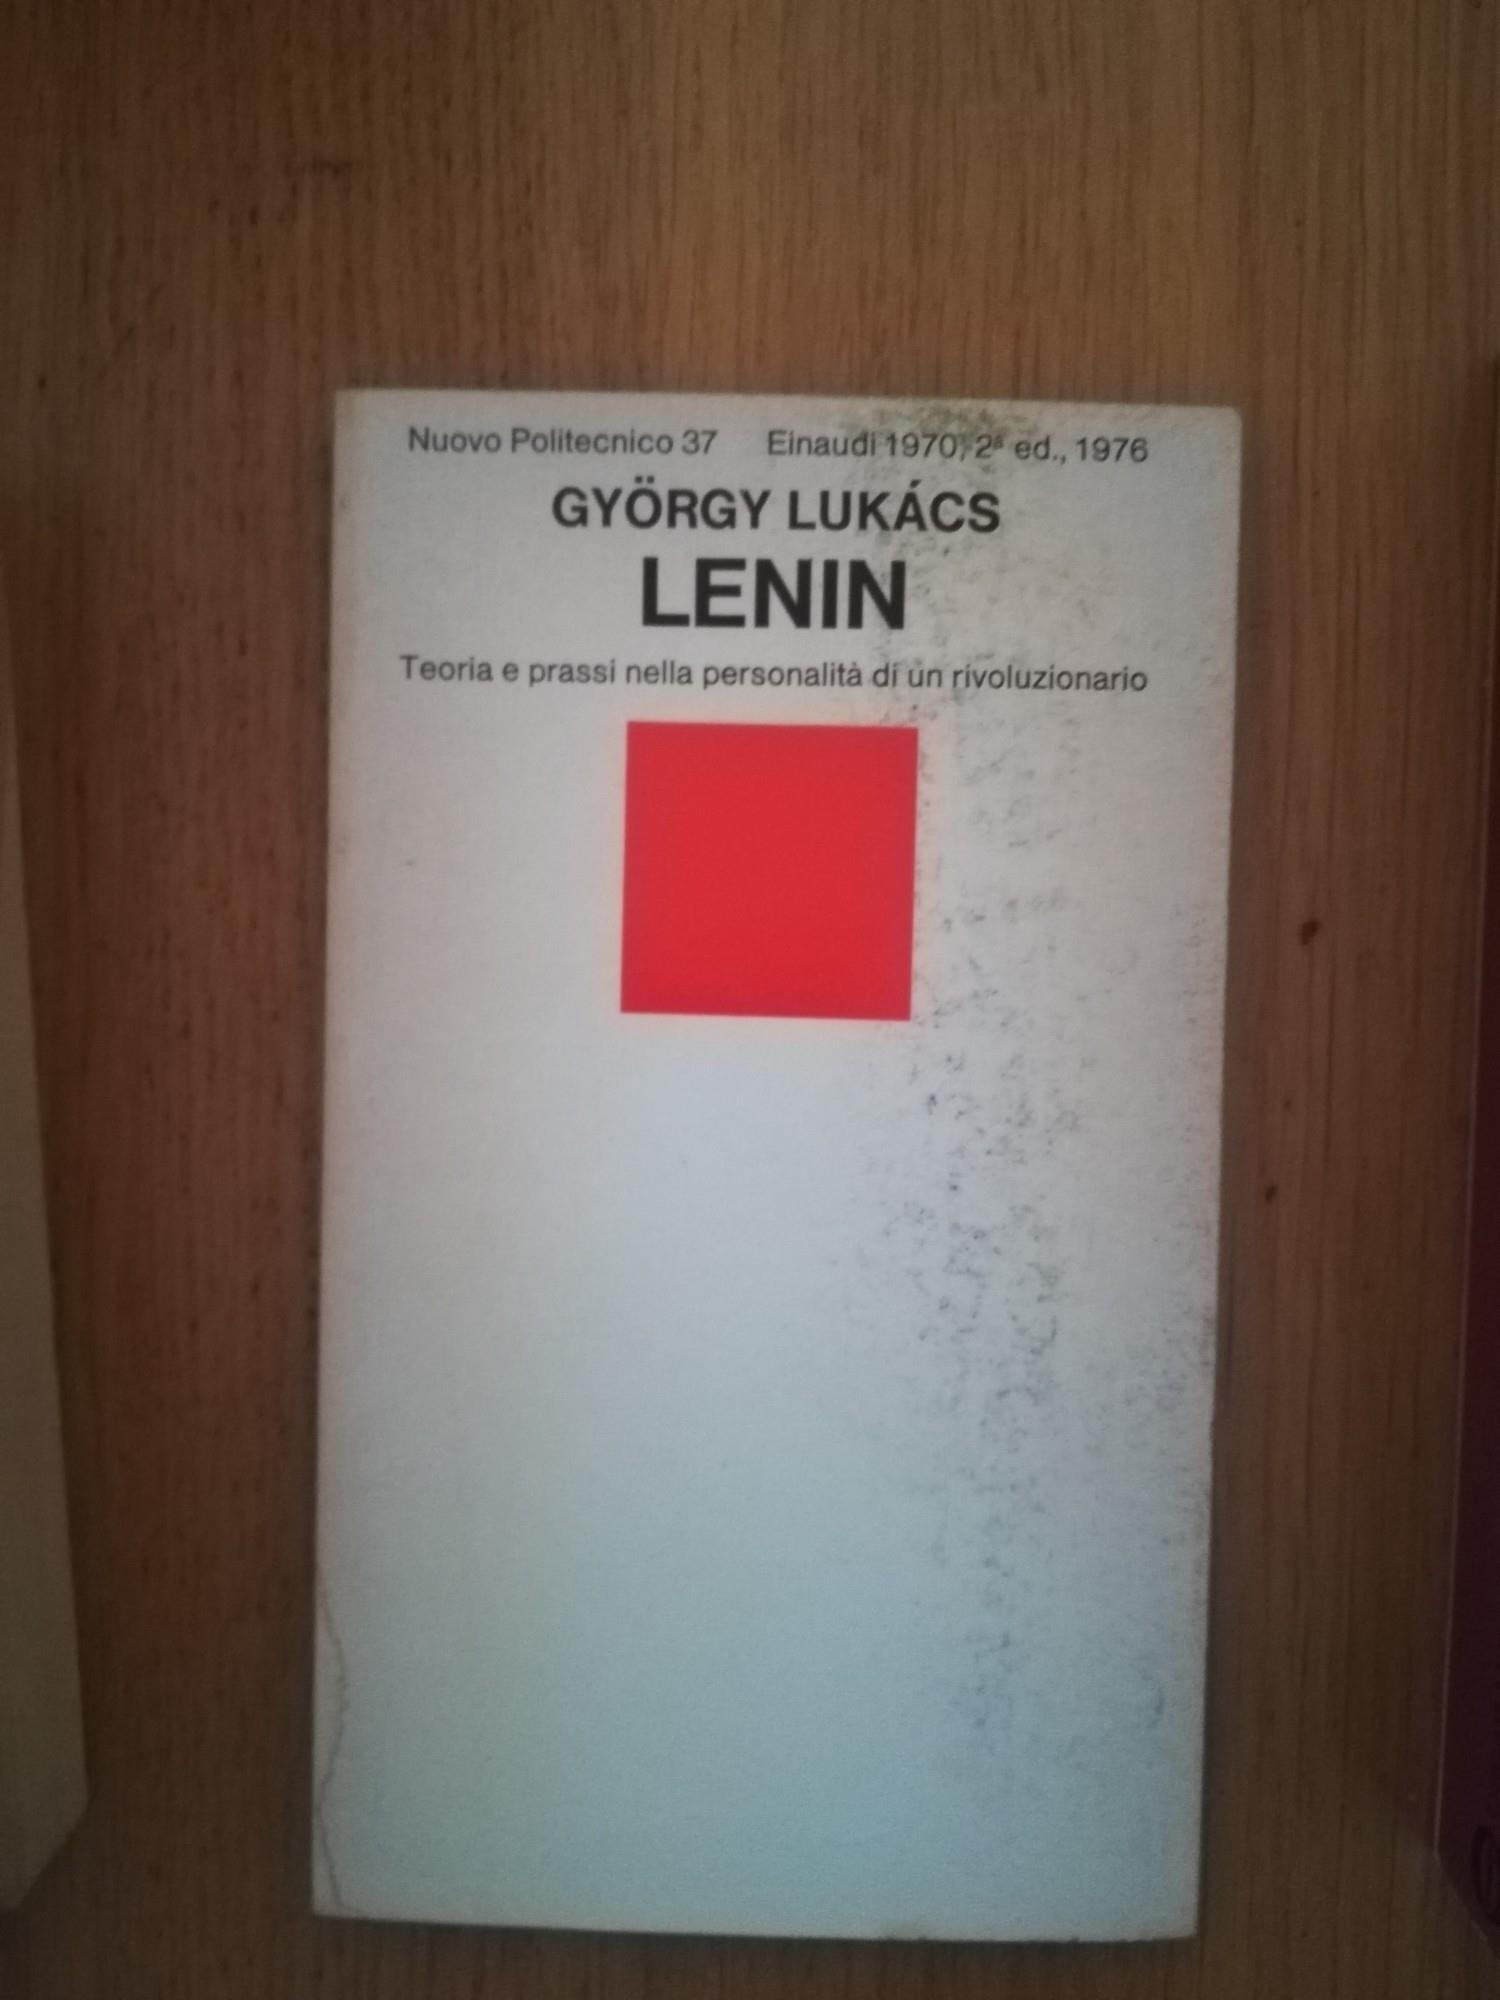 Nuovo Politecnico 37 Einaudi 1970, 2ª ed., 1976
GYÖRGY LUKÁCS
LENIN
Teoria e prassi nella personalità di un rivoluzionario